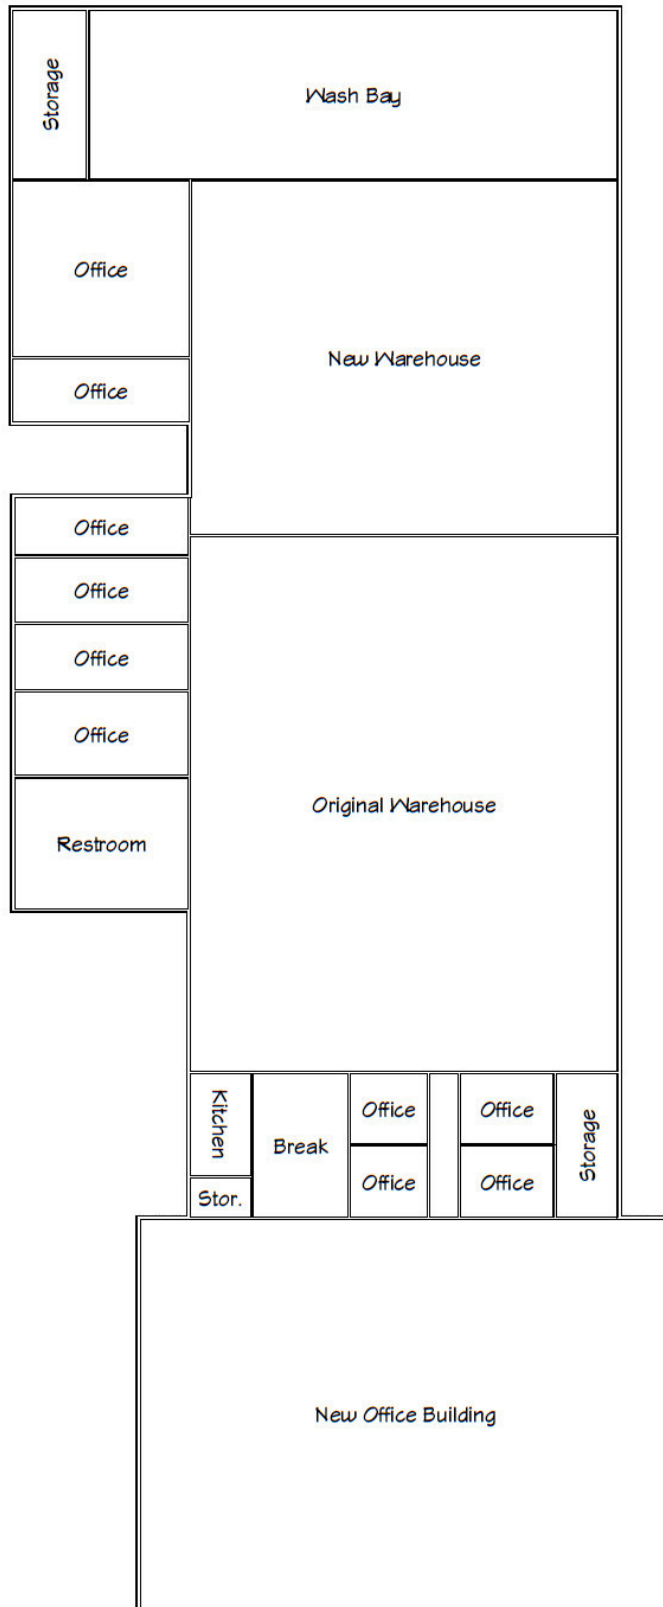 Storage
Wash Bay
Office
New Warehouse
Office
Office
Office
Office
Office
Original Warehouse
Restroom
Kitchen
Break
Office
Office
Storage
Stor.
Office
Office
New Office Building